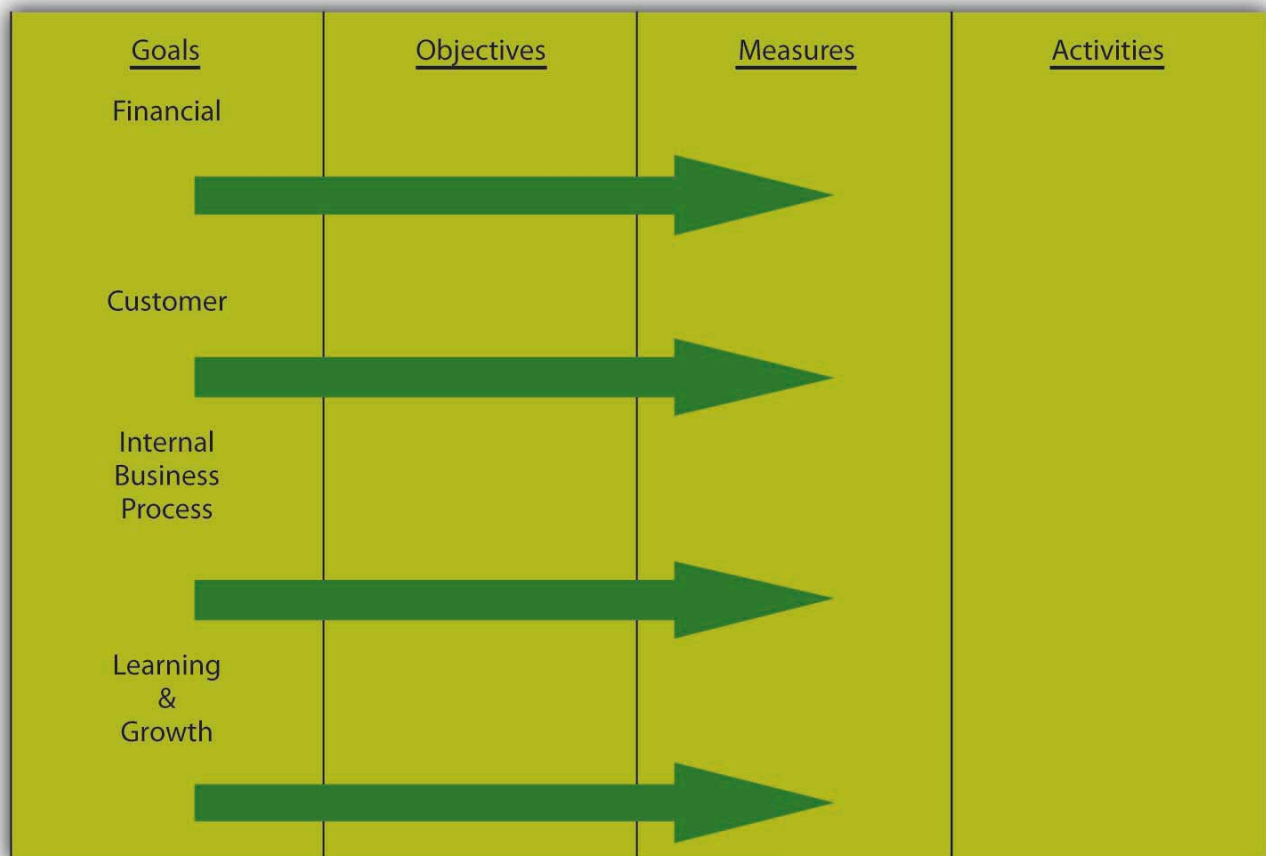 Goals Objectives Measures Activities
Financial
Customer
Internal
Business
Process
Learning
&
Growth